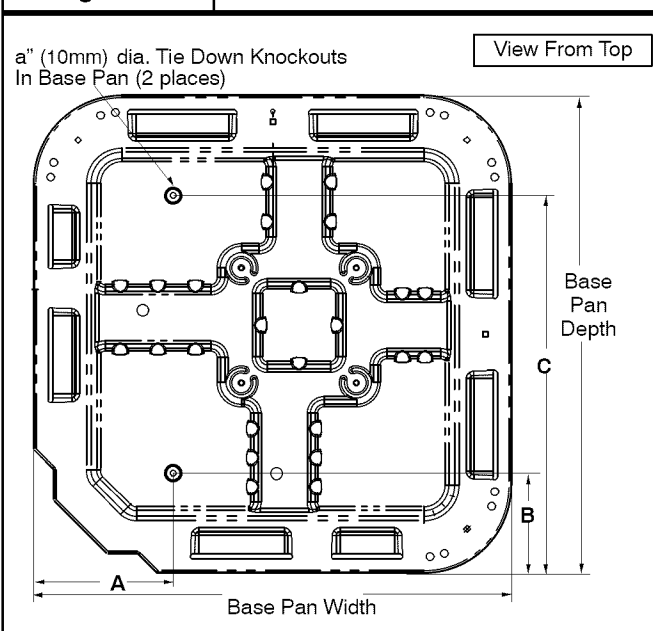 View From Top
a" (10mm) dia. Tie Down Knockouts
In Base Pan (2 places)
Base
Pan
Depth
C
B
A
Base Pan Width